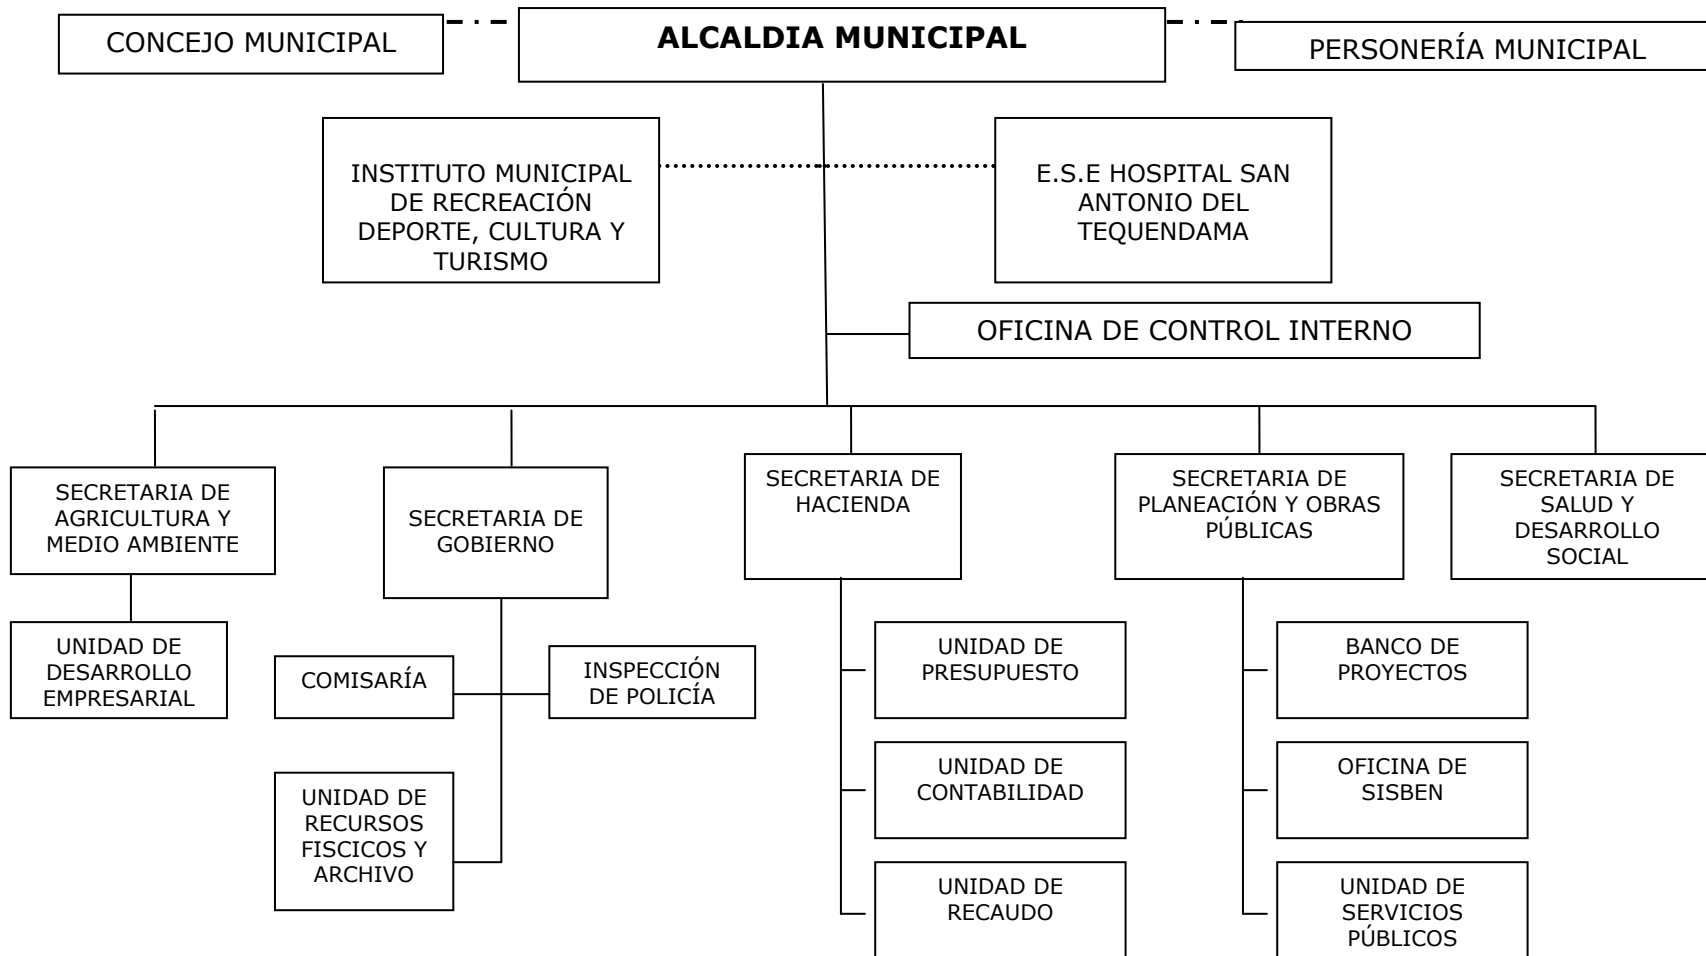 CONCEJO MUNICIPAL
ALCALDIA MUNICIPAL
PERSONERÍA MUNICIPAL
INSTITUTO MUNICIPAL
DE RECREACIÓN
DEPORTE, CULTURA Y
TURISMO
E.S.E HOSPITAL SAN
ANTONIO DEL
TEQUENDAMA
OFICINA DE CONTROL INTERNO
SECRETARIA DE
AGRICULTURA Y
MEDIO AMBIENTE
SECRETARIA DE
GOBIERNO
SECRETARIA DE
HACIENDA
SECRETARIA DE
PLANEACIÓN Y OBRAS
PÚBLICAS
SECRETARIA DE
SALUD Y
DESARROLLO
SOCIAL
UNIDAD DE
DESARROLLO
EMPRESARIAL
COMISARÍA
INSPECCIÓN
DE POLICÍA
UNIDAD DE
RECURSOS
FISCICOS Y
ARCHIVO
UNIDAD DE
PRESUPUESTO
UNIDAD DE
CONTABILIDAD
UNIDAD DE
RECAUDO
BANCO DE
PROYECTOS
OFICINA DE
SISBEN
UNIDAD DE
SERVICIOS
PÚBLICOS